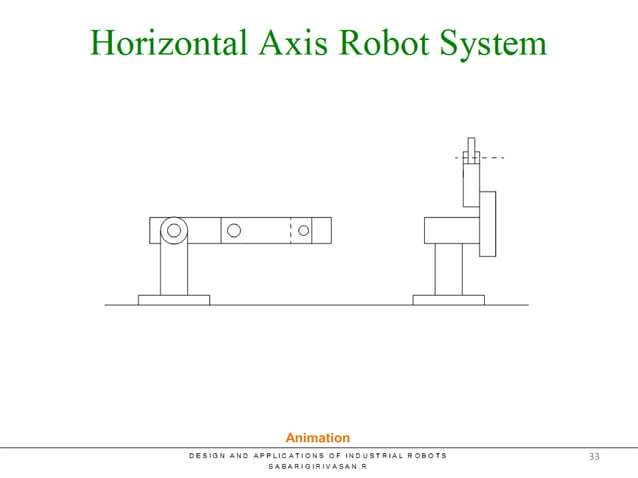 Horizontal Axis Robot System
Animation
DESIGN AND APPLICATIONS OF INDUSTRIAL ROBOTS
33
SABARIGIRIVASAN.R